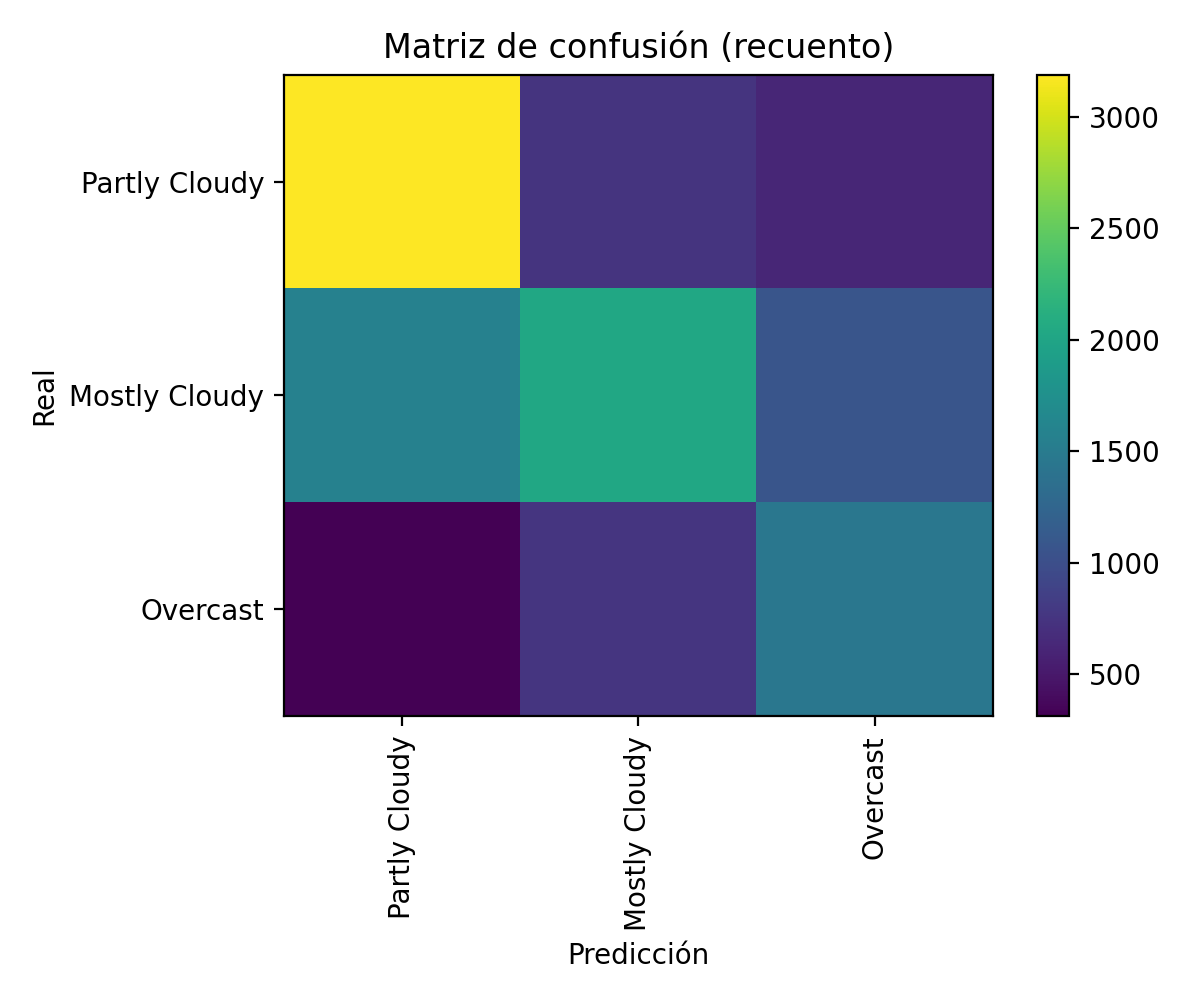 Matriz de confusión (recuento)
Real
Partly Cloudy
Mostly Cloudy
Overcast
Partly Cloudy
Mostly Cloudy
Overcast
Predicción
3000
2500
2000
1500
1000
500